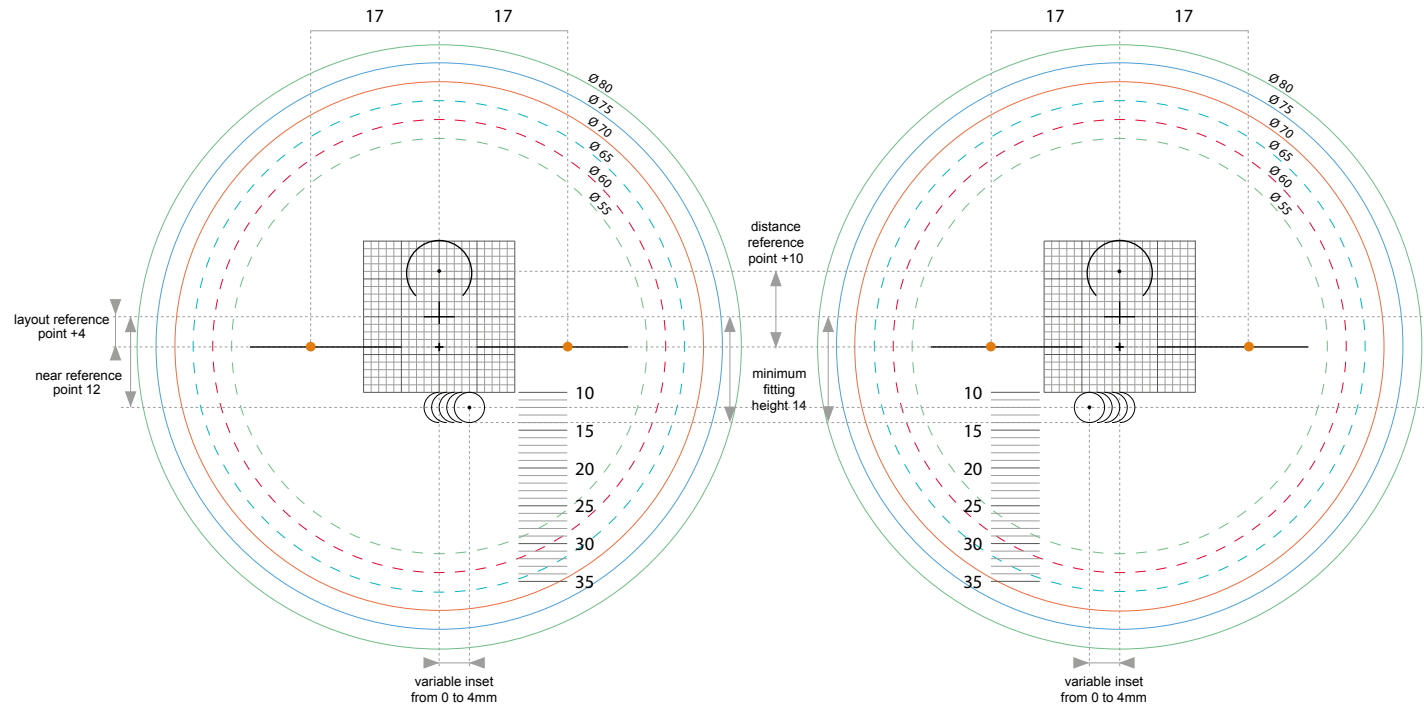 17 17 17 17
Ø 80
Ø 75
Ø 70
Ø 65
Ø 60
Ø 55
Ø 80
Ø 75
Ø 70
Ø 65
Ø 60
Ø 55
distance
reference
point +10
layout reference
point +4
near reference
point 12
minimum
fitting
height 14
10
15
20
25
30
35
10
15
20
25
30
35
variable inset
from 0 to 4mm
variable inset
from 0 to 4mm